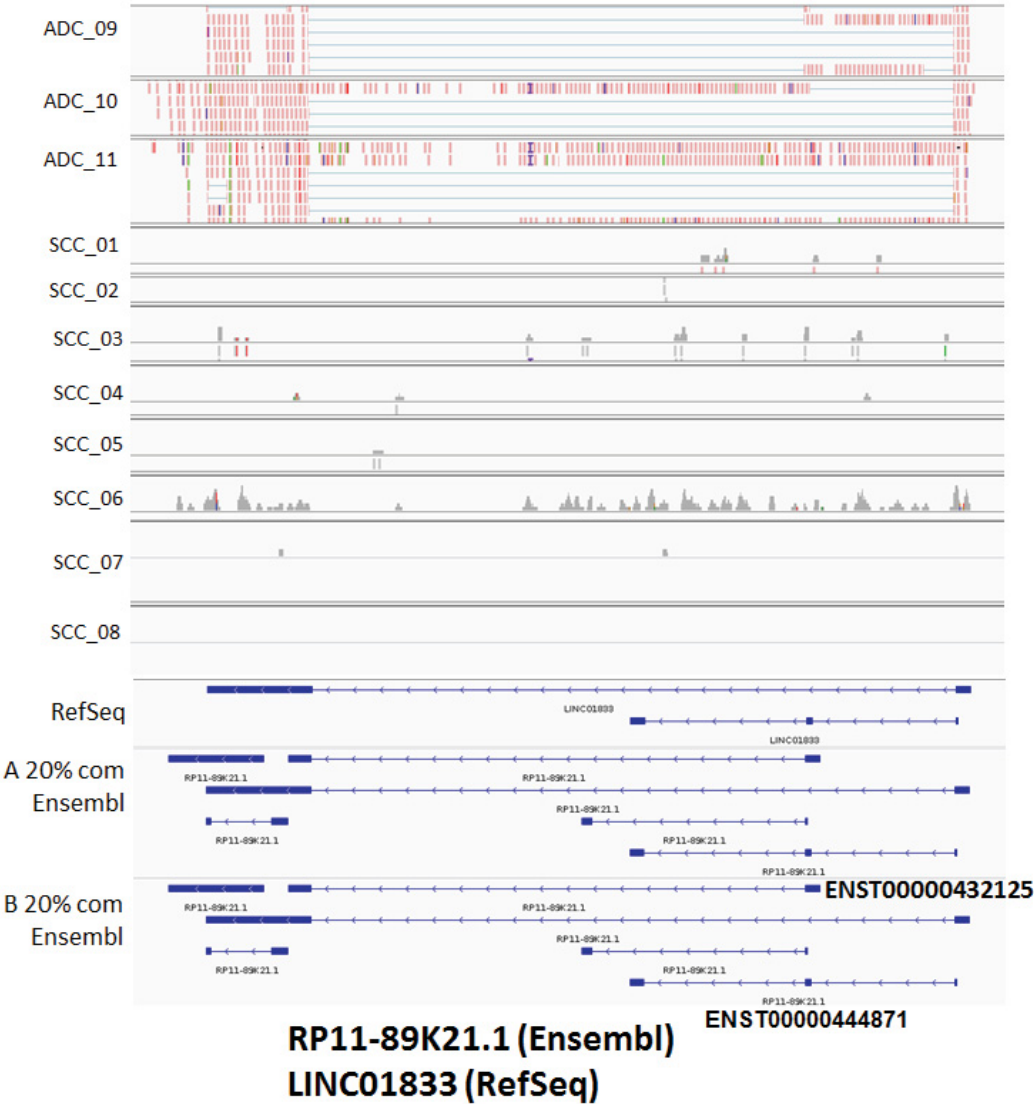 ADC_09
ADC_10
ADC_11
SCC_01
SCC_02
SCC_03
SCC_04
SCC_05
SCC_06
SCC_07
SCC_08
RefSeq
LINC01833
LINC01833
A 20% com
Ensembl
RP11-89K21.1
RP11-89K21.1
RP11-89K21.1
RP11-89K21.1
RP11-89K21.1
RP11-89K21.1
B 20% com
Ensembl
ENST00000432125
RP11-89K21.1
RP11-89K21.1
RP11-89K21.1
RP11-89K21.1
RP11-89K21.1
RP11-89K21.1
ENST00000444871
RP11-89K21.1 (Ensembl)
LINC01833 (RefSeq)